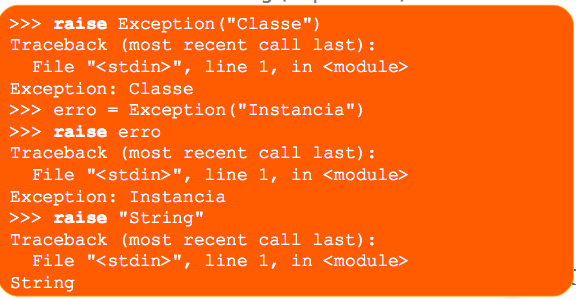 >>> raise Exception("Classe")
Traceback (most recent call last):
  File "<stdin>", line 1, in <module>
Exception: Classe
>>> erro = Exception("Instancia")
>>> raise erro
Traceback (most recent call last):
  File "<stdin>", line 1, in <module>
Exception: Instancia
>>> raise "String"
Traceback (most recent call last):
  File "<stdin>", line 1, in <module>
String